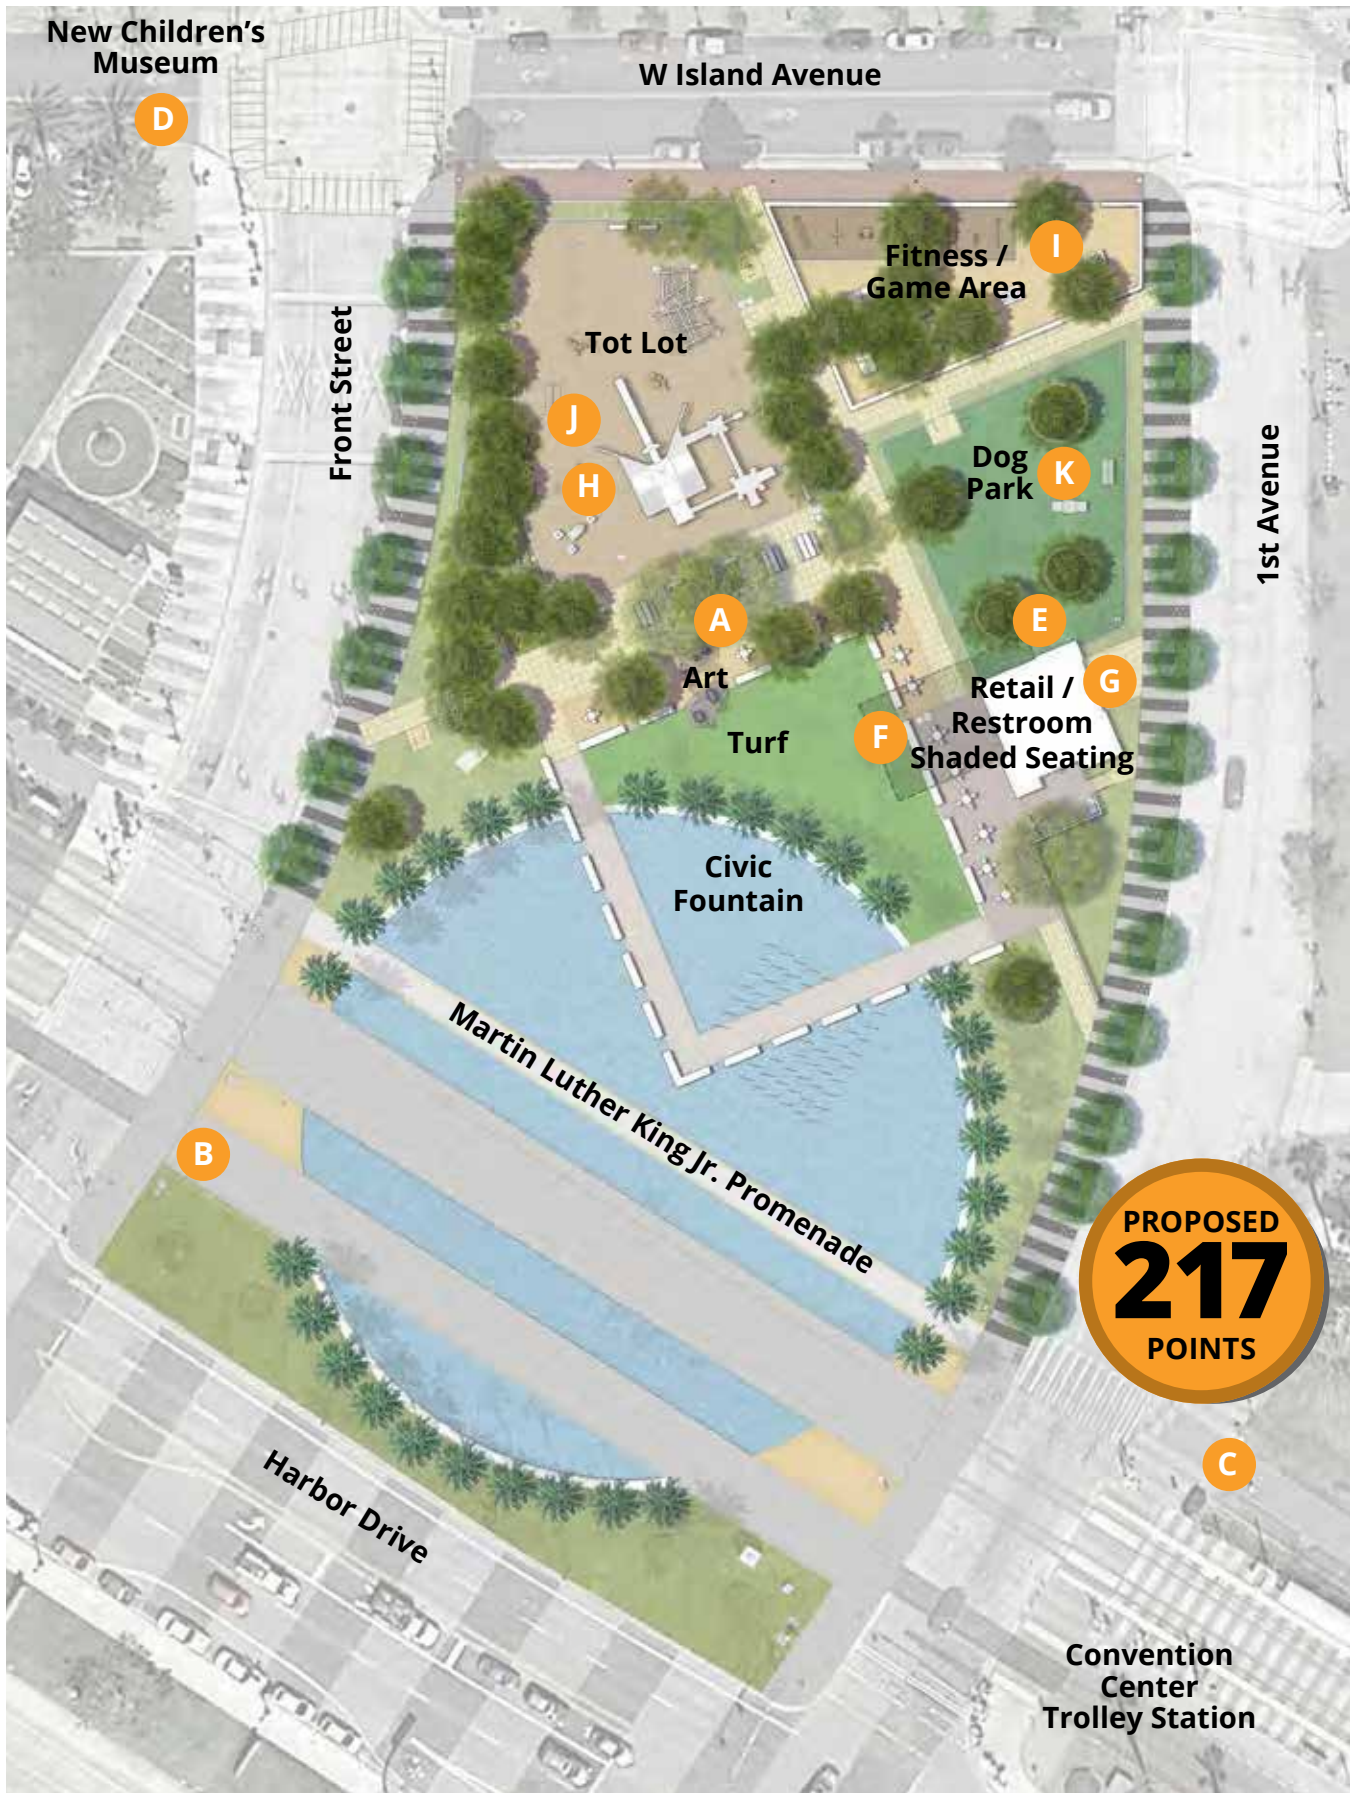 New Children's
Museum
D
W Island Avenue
I
Fitness /
Game Area
Front Street
Tot Lot
J
H
Dog
Park
K
1st Avenue
A
E
Art
Retail /
Restroom
Shaded Seating
G
F
Turf
Civic
Fountain
Martin Luther King Jr. Promenade
B
PROPOSED
217
POINTS
C
Harbor Drive
Convention
Center
Trolley Station